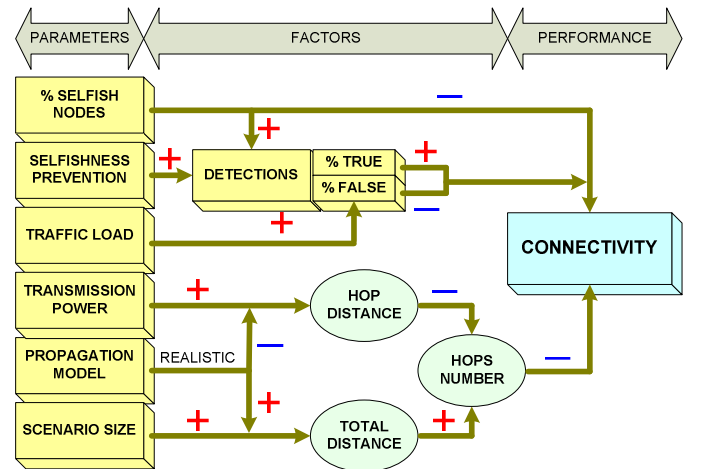 PARAMETERS
FACTORS
PERFORMANCE
% SELFISH
NODES
—
+
SELFISHNESS
PREVENTION
+
DETECTIONS
% TRUE
+
% FALSE
—
TRAFFIC LOAD
+
CONNECTIVITY
TRANSMISSION
POWER
+
HOP
DISTANCE
—
PROPAGATION
MODEL
REALISTIC
—
+
HOPS
NUMBER
—
SCENARIO SIZE
+
TOTAL
DISTANCE
+